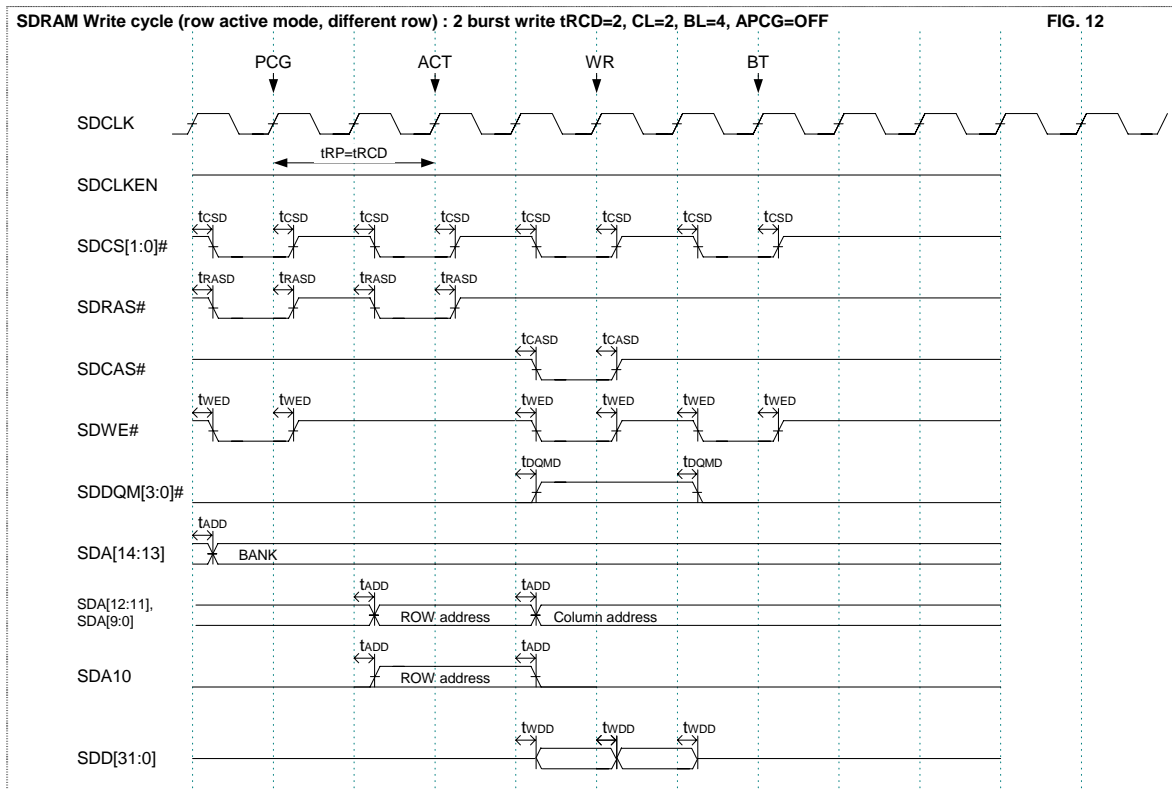 SDRAM Write cycle (row active mode, different row) : 2 burst write tRCD=2, CL=2, BL=4, APCG=OFF FIG. 12
PCG ACT WR BT
SDCLK
tRP=tRCD
SDCLKEN
tCSD tCSD tCSD tCSD tCSD tCSD tCSD tCSD
SDCS[1:0]#
tRASD tRASD tRASD tRASD
SDRAS#
tCASD tCASD
SDCAS#
tWED tWED tWED tWED tWED tWED
SDWE#
tDQMD tDQMD
SDDQM[3:0]#
tADD
SDA[14:13] BANK
tADD tADD
SDA[12:11],
SDA[9:0] ROW address Column address
tADD tADD
SDA10 ROW address
tWDD tWDD tWDD
SDD[31:0]